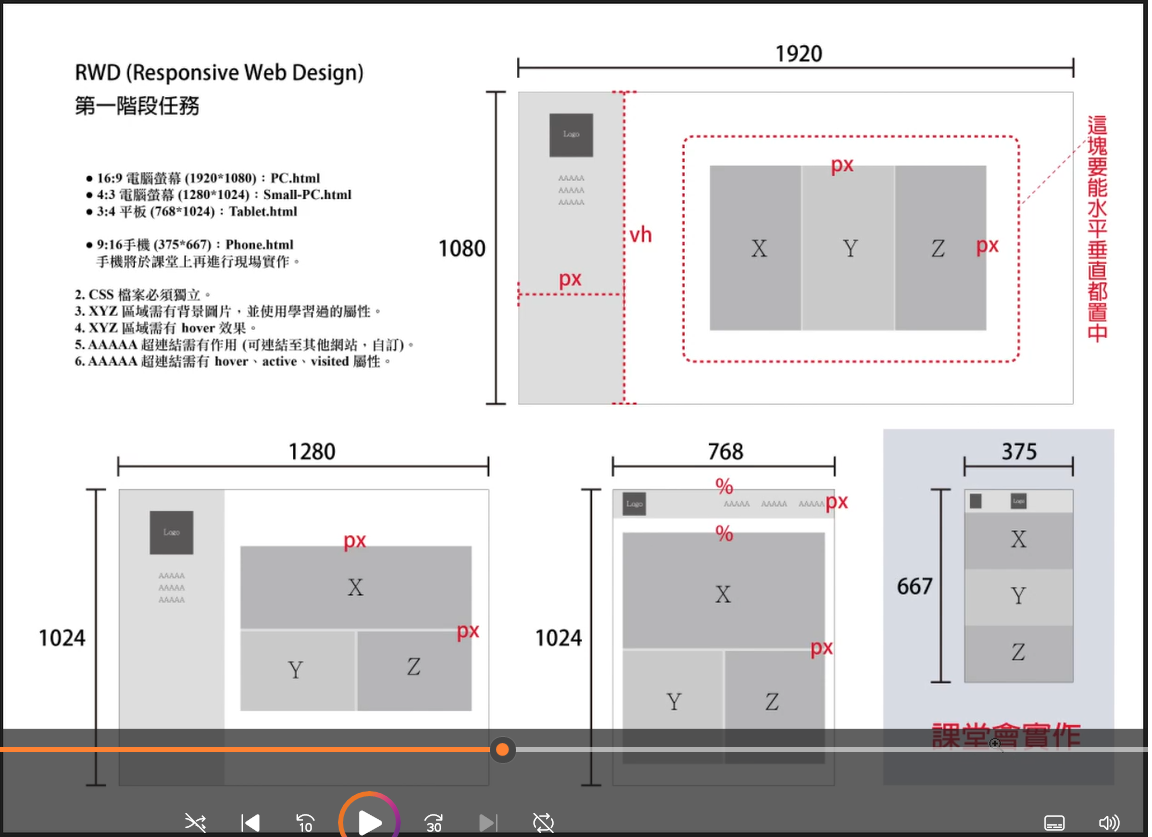 RWD (Responsive Web Design)
第一階段任務
● 16:9 電腦螢幕 (1920*1080)：PC.html
● 4:3 電腦螢幕 (1280*1024)：Small-PC.html
● 3:4 平板 (768*1024)：Tablet.html
● 9:16手機 (375*667)：Phone.html
手機將於課堂上再進行現場實作。
2. CSS 檔案必須獨立。
3. XYZ 區域需有背景圖片，並使用學習過的屬性。
4. XYZ 區域需有 hover 效果。
5. AAAAA 超連結需有作用 (可連結至其他網站，自訂)。
6. AAAAA 超連結需有 hover、active、visited 屬性。
1920
1080
Logo
AAAAA
AAAAA
AAAAA
px
vh
px
X
Y
Z
px
這塊要能水平垂直都置中
1280
1024
Logo
AAAAA
AAAAA
AAAAA
px
X
px
Y
Z
768
1024
%
Logo
AAAAA AAAAA AAAAA
px
%
X
px
Y
Z
375
667
Logo
X
Y
Z
課堂會實作
10
30